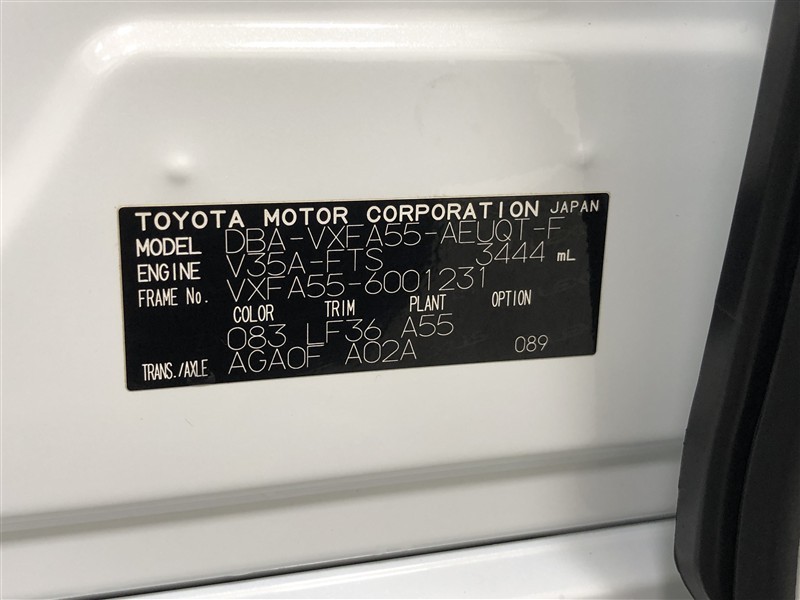 TOYOTA MOTOR CORPORATION JAPAN
MODEL DBA-VXFA55-AEUQT-F
ENGINE V35A-FTS 3444 mL
FRAME No. VXFA55-6001231
COLOR TRIM PLANT OPTION
083 LF36 A55
TRANS./AXLE AGA0F A02A 089